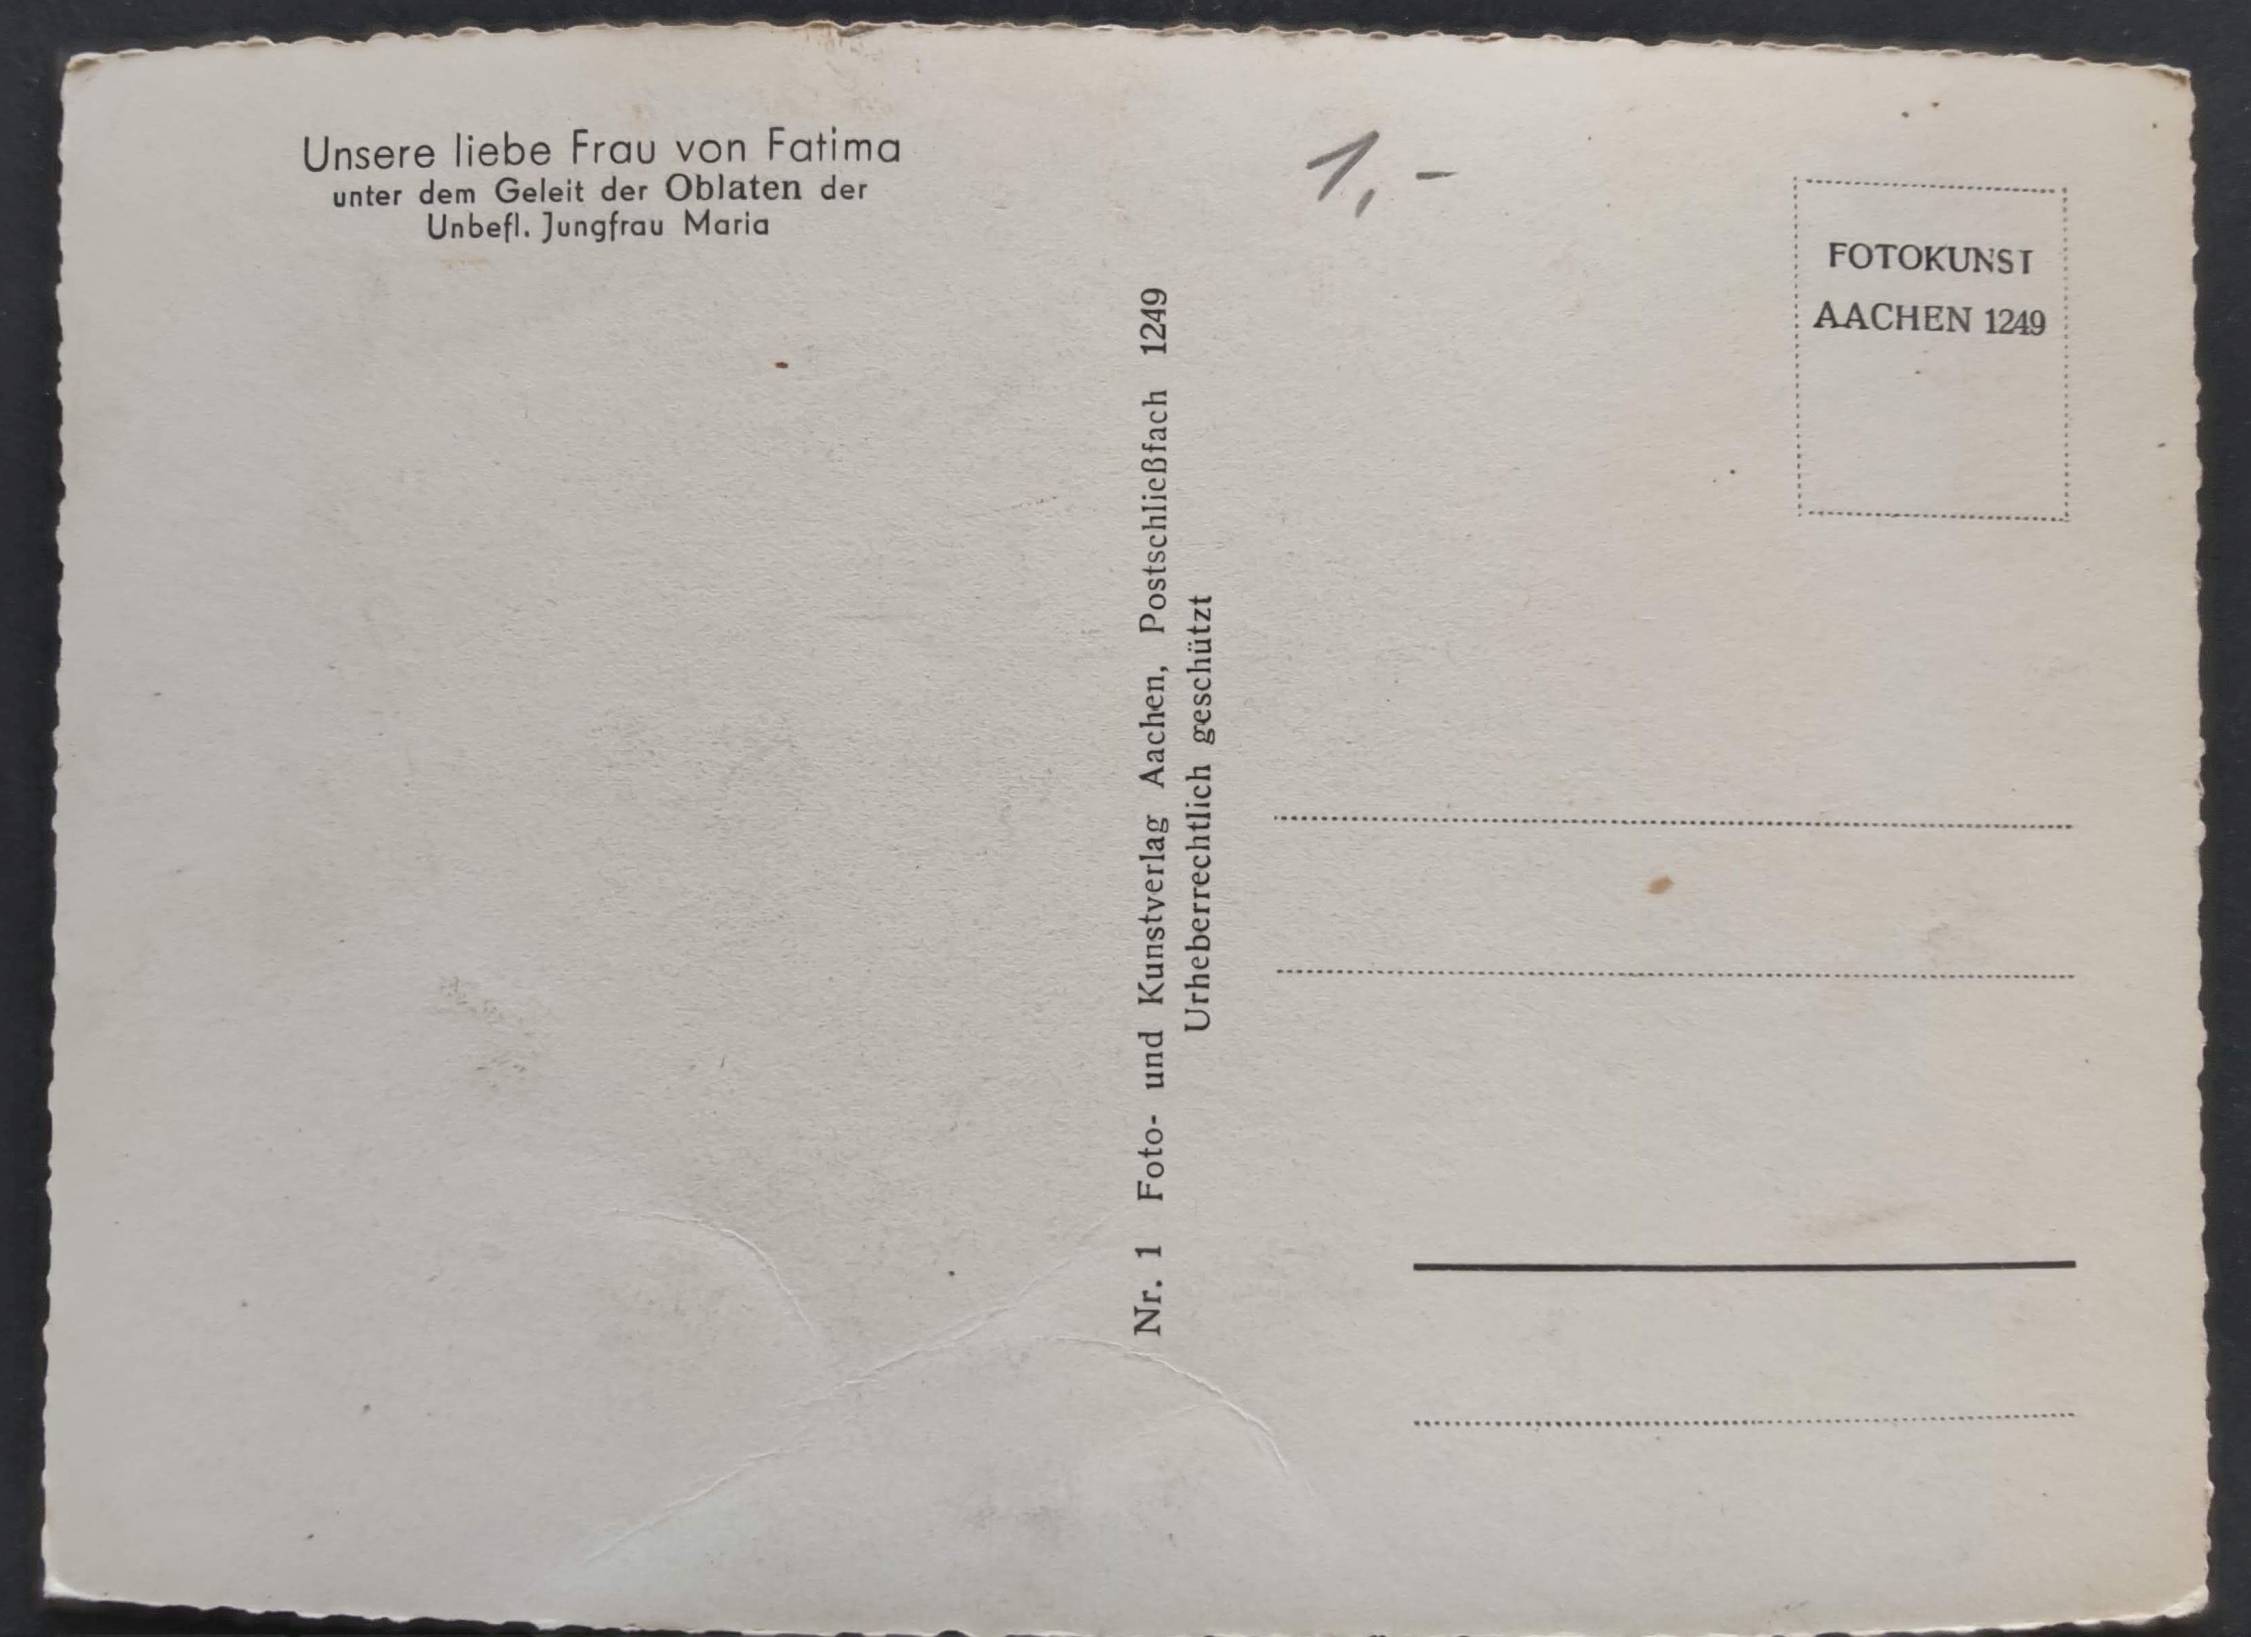 Unsere liebe Frau von Fatima
unter dem Geleit der Oblaten der
Unbefl. Jungfrau Maria
1,-
FOTOKUNST
AACHEN 1249
Nr. 1 Foto- und Kunstverlag Aachen, Postschließfach 1249
Urheberrechtlich geschützt